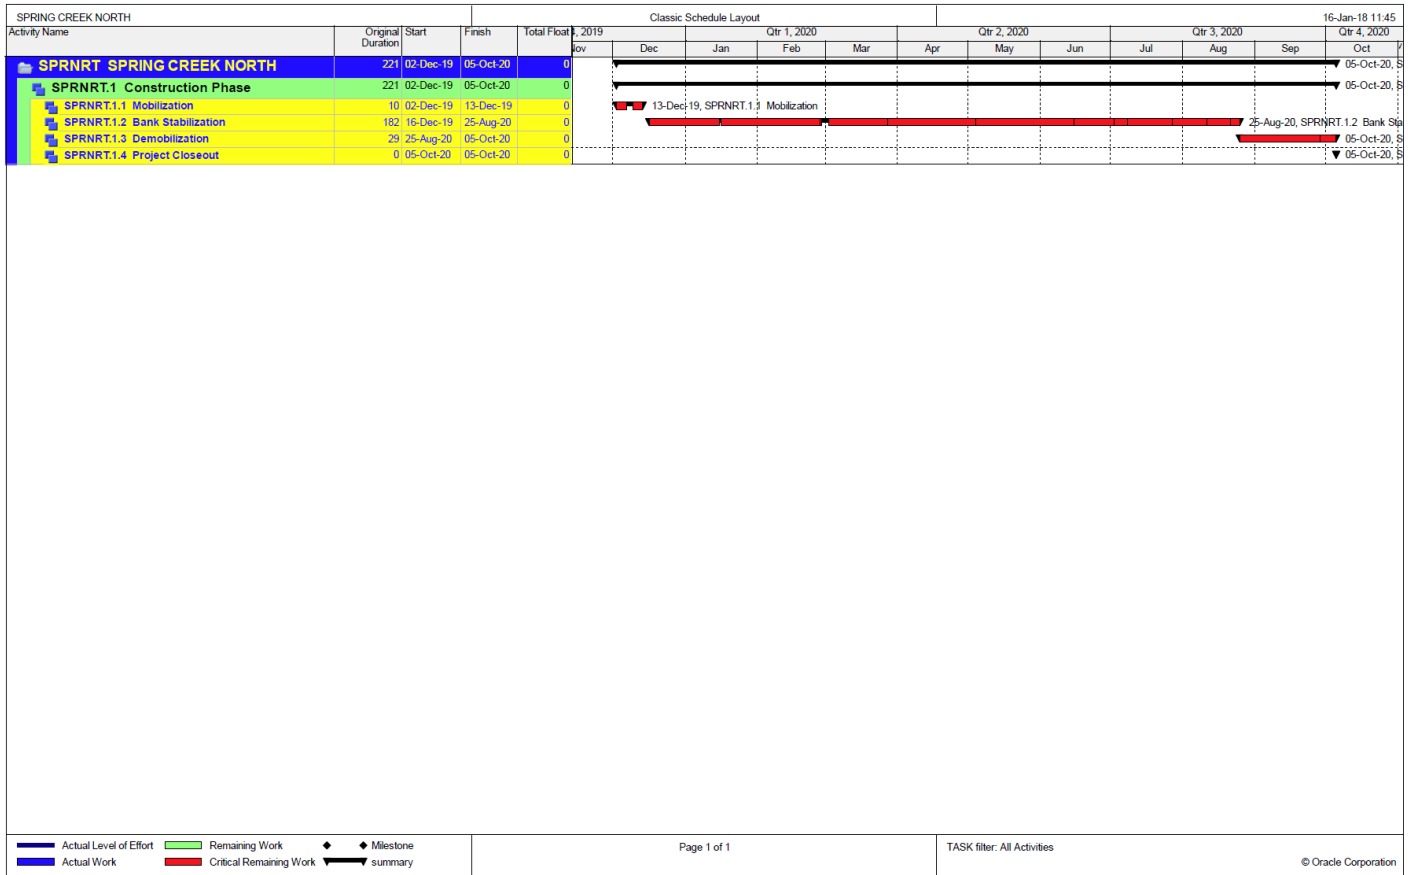 SPRING CREEK NORTH Classic Schedule Layout 16-Jan-18 11:45
Activity Name Original Duration Start Finish Total Float 4, 2019 Qtr 1, 2020 Qtr 2, 2020 Qtr 3, 2020 Qtr 4, 2020
Nov Dec Jan Feb Mar Apr May Jun Jul Aug Sep Oct
SPRNRT SPRING CREEK NORTH 221 02-Dec-19 05-Oct-20 0 05-Oct-20, S
SPRNRT.1 Construction Phase 221 02-Dec-19 05-Oct-20 0 05-Oct-20, S
SPRNRT.1.1 Mobilization 10 02-Dec-19 13-Dec-19 0 13-Dec-19, SPRNRT.1.1 Mobilization
SPRNRT.1.2 Bank Stabilization 182 16-Dec-19 25-Aug-20 0 25-Aug-20, SPRNRT.1.2 Bank Sta
SPRNRT.1.3 Demobilization 29 25-Aug-20 05-Oct-20 0 05-Oct-20, S
SPRNRT.1.4 Project Closeout 0 05-Oct-20 05-Oct-20 0 05-Oct-20, S
Actual Level of Effort Remaining Work Milestone Page 1 of 1 TASK filter: All Activities
Actual Work Critical Remaining Work summary
© Oracle Corporation